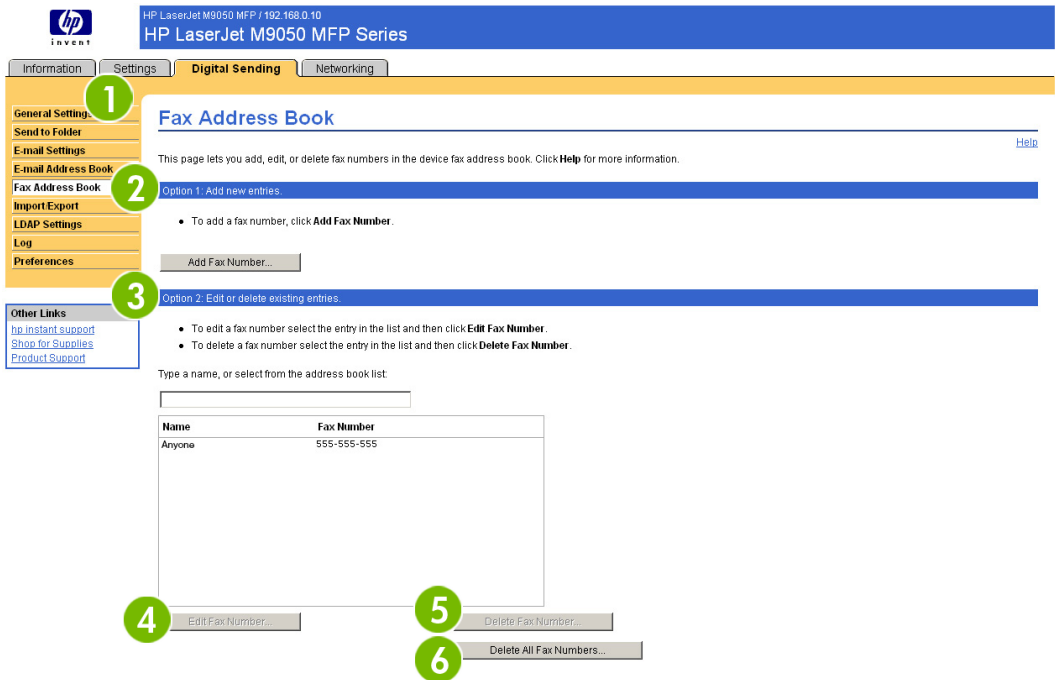 hp
invent
HP LaserJet M9050 MFP / 192.168.0.10
HP LaserJet M9050 MFP Series
Information
Settings
Digital Sending
Networking
1
General Settings
Send to Folder
E-mail Settings
E-mail Address Book
Fax Address Book
2
Import/Export
LDAP Settings
Log
Preferences
Other Links
hp instant support
Shop for Supplies
Product Support
Fax Address Book
Help
This page lets you add, edit, or delete fax numbers in the device fax address book. Click Help for more information.
Option 1: Add new entries.
• To add a fax number, click Add Fax Number.
Add Fax Number...
3
Option 2: Edit or delete existing entries.
• To edit a fax number select the entry in the list and then click Edit Fax Number.
• To delete a fax number select the entry in the list and then click Delete Fax Number.
Type a name, or select from the address book list:
Name Fax Number
Anyone 555-555-555
4
Edit Fax Number...
5
Delete Fax Number...
6
Delete All Fax Numbers...